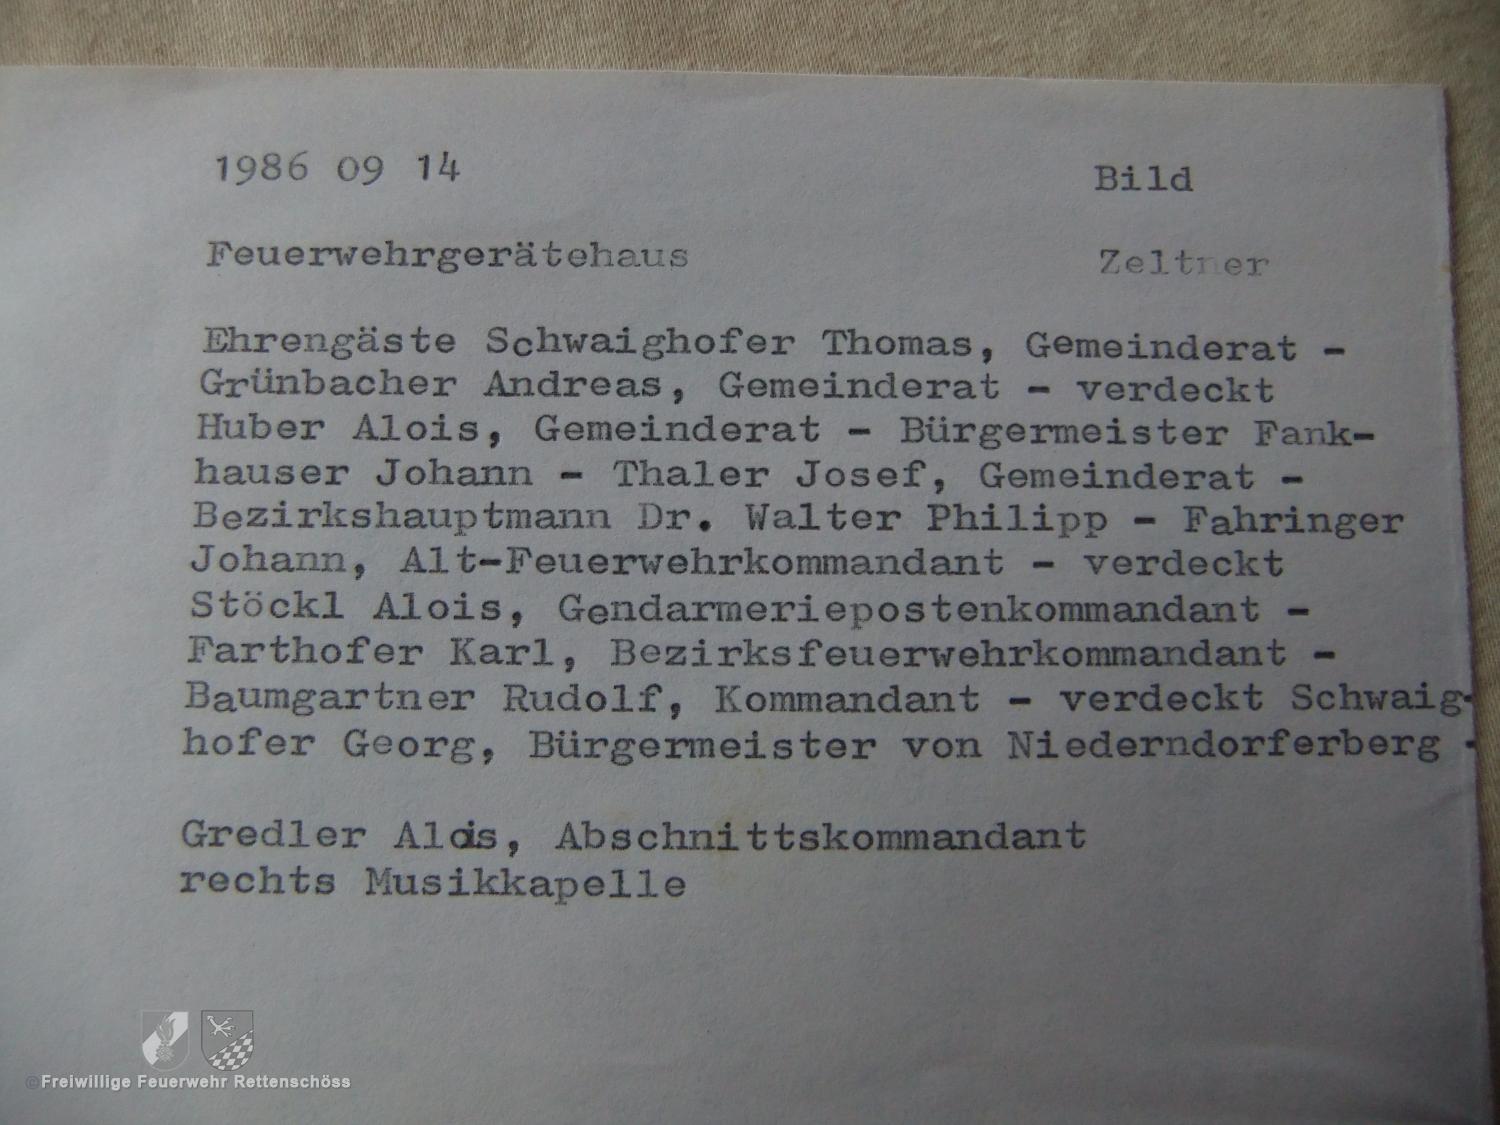 1986 09 14 Bild
Feuerwehrgerätehaus Zeltner
Ehrengäste Schwaighofer Thomas, Gemeinderat -
Grünbacher Andreas, Gemeinderat - verdeckt
Huber Alois, Gemeinderat - Bürgermeister Fank-
hauser Johann - Thaler Josef, Gemeinderat -
Bezirkshauptmann Dr. Walter Philipp - Fahringer
Johann, Alt-Feuerwehrkommandant - verdeckt
Stöckl Alois, Gendarmeriepostenkommandant -
Farthofer Karl, Bezirksfeuerwehrkommandant -
Baumgartner Rudolf, Kommandant - verdeckt Schwaig-
hofer Georg, Bürgermeister von Niederndorferberg -
Gredler Alois, Abschnittskommandant
rechts Musikkapelle
©Freiwillige Feuerwehr Rettenschöss